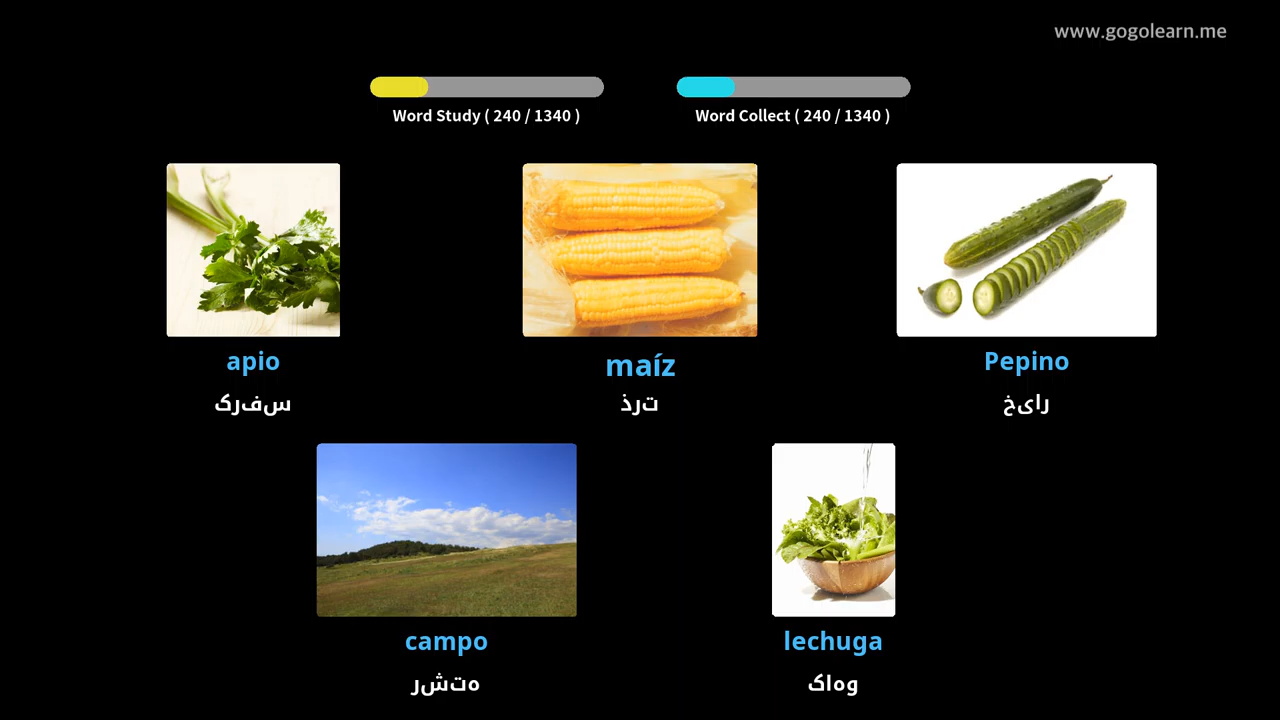 www.gogolearn.me
Word Study ( 240 / 1340 )
Word Collect ( 240 / 1340 )
apio
سفرک
maíz
ترذ
Pepino
رایخ
campo
هتشر
lechuga
وهاک